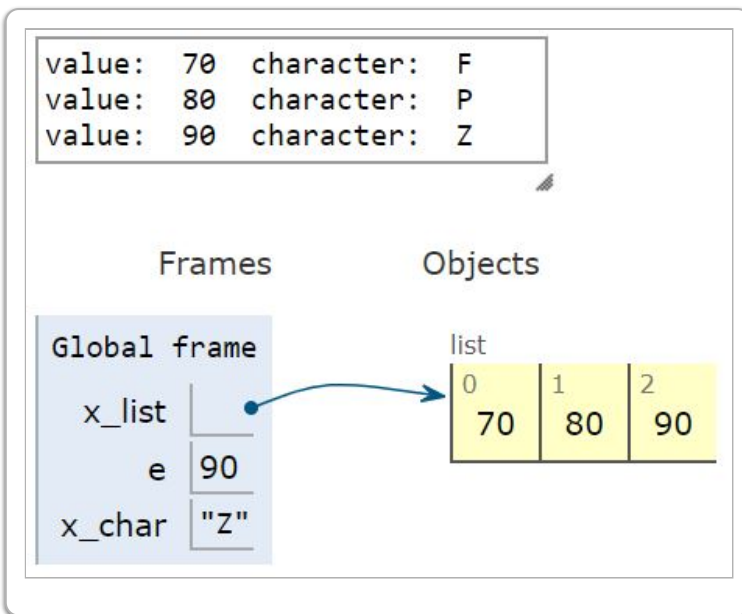 value:  70  character:  F
value:  80  character:  P
value:  90  character:  Z
Frames Objects
Global frame
list
0 1 2
x_list
70 80 90
e 90
x_char "Z"